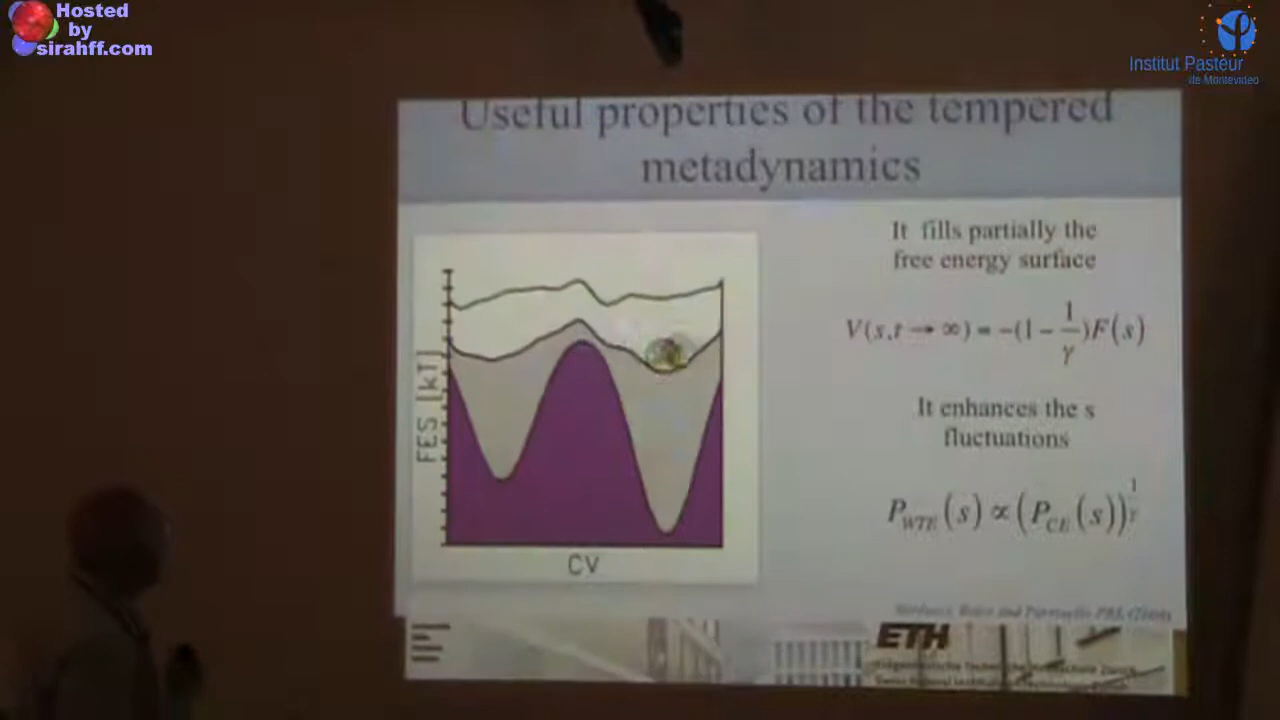 Hosted
by
sirahff.com
Institut Pasteur
de Montevideo
Useful properties of the tempered
metadynamics
It fills partially the
free energy surface
V(s,t → ∞) = -(1 - 1/γ)F(s)
It enhances the s
fluctuations
P_WTE(s) ∝ (P_CE(s))^1/γ
FES [kT]
CV
ETH